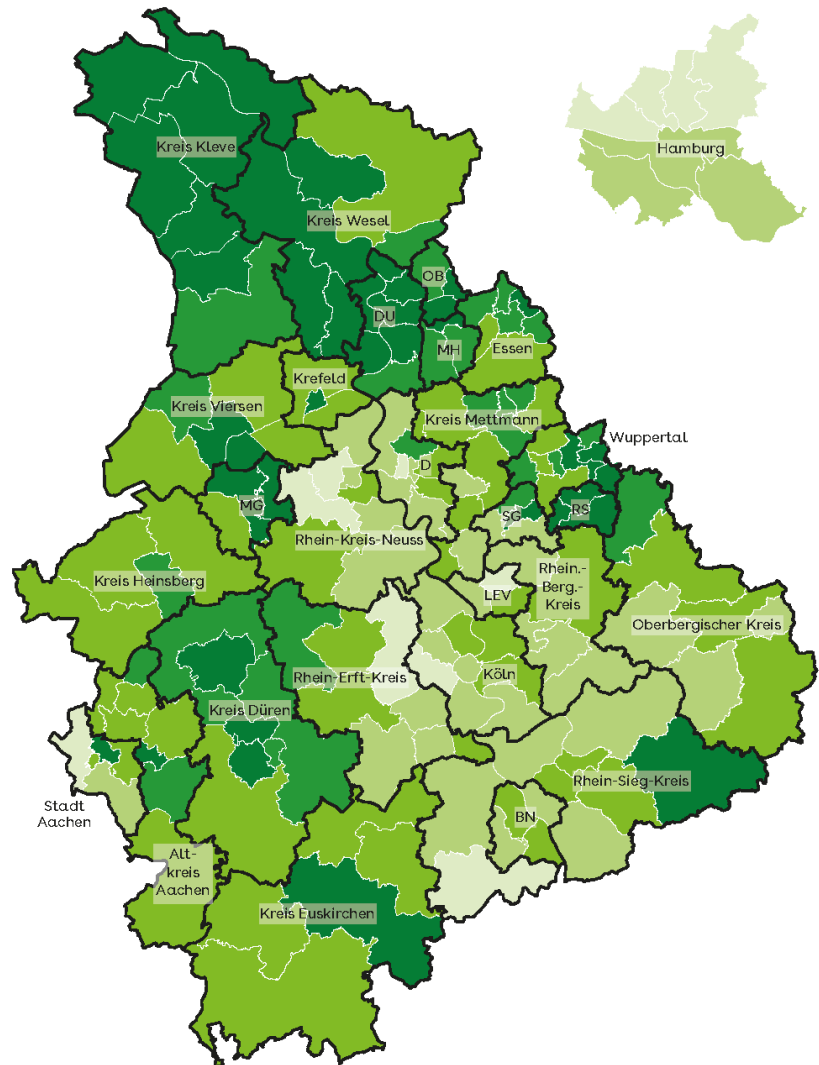 Hamburg
Kreis Kleve
Kreis Wesel
OB
DU
MH
Essen
Krefeld
Kreis Viersen
Kreis Mettmann
Wuppertal
D
MG
SG
RS
Rhein-Kreis-Neuss
Rhein.-
Berg.-
Kreis
Kreis Heinsberg
LEV
Oberbergischer Kreis
Rhein-Erft-Kreis
Köln
Kreis Düren
Rhein-Sieg-Kreis
Stadt
Aachen
BN
Alt-
kreis
Aachen
Kreis Euskirchen